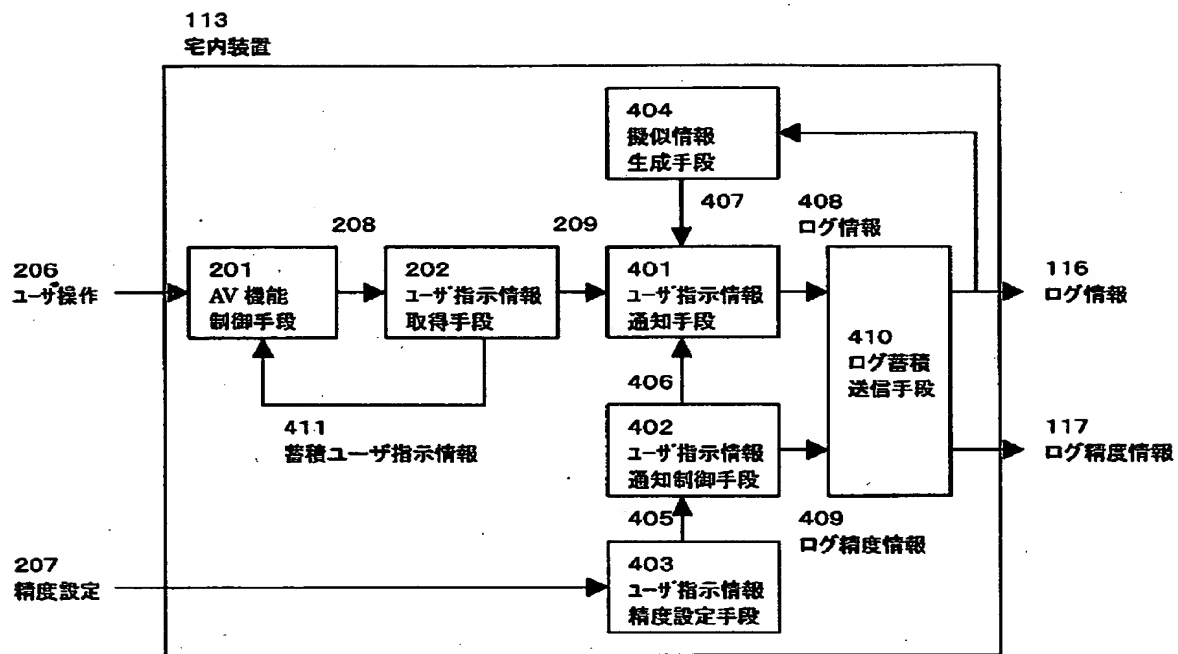 113
宅内装置
404
擬似情報
生成手段
407
408
ログ情報
208
209
206
ユーザ操作
201
AV 機能
制御手段
202
ユーザ指示情報
取得手段
401
ユーザ指示情報
通知手段
116
ログ情報
410
ログ蓄積
送信手段
406
411
蓄積ユーザ指示情報
402
ユーザ指示情報
通知制御手段
117
ログ精度情報
405
409
ログ精度情報
207
精度設定
403
ユーザ指示情報
精度設定手段